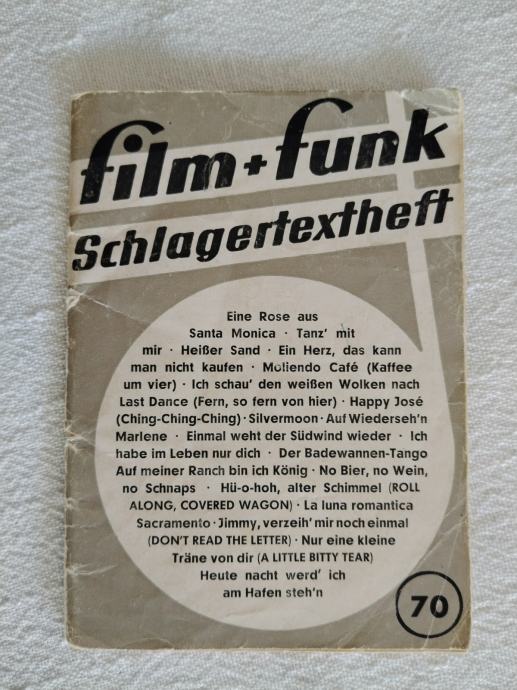 film + funk
Schlagertextheft
Eine Rose aus
Santa Monica · Tanz' mit
mir · Heißer Sand · Ein Herz, das kann
man nicht kaufen · Moliendo Café (Kaffee
um vier) · Ich schau' den weißen Wolken nach
Last Dance (Fern, so fern von hier) · Happy José
(Ching-Ching-Ching) · Silvermoon · Auf Wiederseh'n
Marlene · Einmal weht der Südwind wieder · Ich
habe im Leben nur dich · Der Badewannen-Tango
Auf meiner Ranch bin ich König · No Bier, no Wein,
no Schnaps · Hü-o-hoh, alter Schimmel (ROLL
ALONG, COVERED WAGON) · La luna romantica
Sacramento · Jimmy, verzeih' mir noch einmal
(DON'T READ THE LETTER) · Nur eine kleine
Träne von dir (A LITTLE BITTY TEAR)
Heute nacht werd' ich
am Hafen steh'n
70